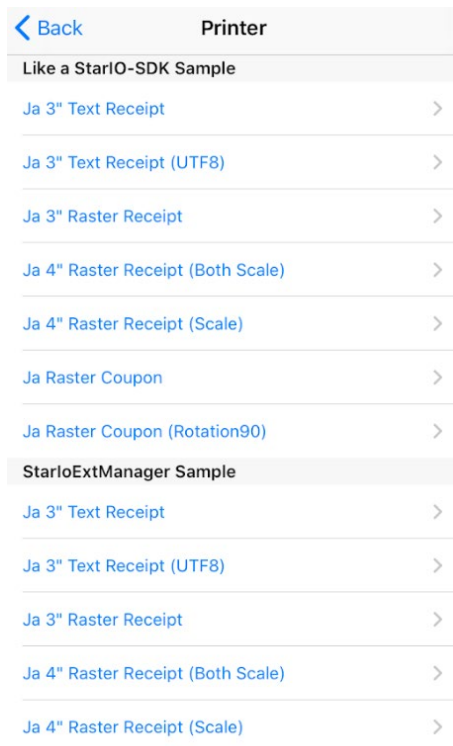 Back Printer
Like a StarIO-SDK Sample
Ja 3" Text Receipt
Ja 3" Text Receipt (UTF8)
Ja 3" Raster Receipt
Ja 4" Raster Receipt (Both Scale)
Ja 4" Raster Receipt (Scale)
Ja Raster Coupon
Ja Raster Coupon (Rotation90)
StarIoExtManager Sample
Ja 3" Text Receipt
Ja 3" Text Receipt (UTF8)
Ja 3" Raster Receipt
Ja 4" Raster Receipt (Both Scale)
Ja 4" Raster Receipt (Scale)